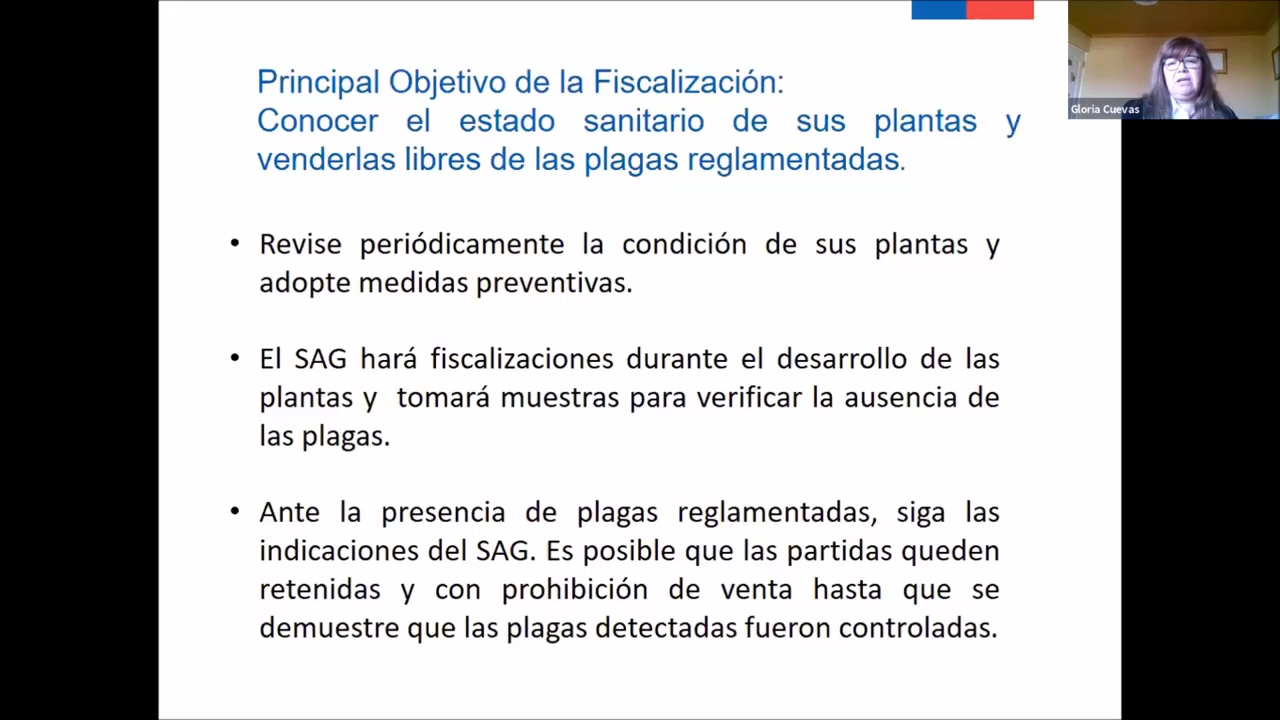 Principal Objetivo de la Fiscalización:
Conocer el estado sanitario de sus plantas y
venderlas libres de las plagas reglamentadas.
Gloria Cuevas
• Revise periódicamente la condición de sus plantas y
adopte medidas preventivas.
• El SAG hará fiscalizaciones durante el desarrollo de las
plantas y tomará muestras para verificar la ausencia de
las plagas.
• Ante la presencia de plagas reglamentadas, siga las
indicaciones del SAG. Es posible que las partidas queden
retenidas y con prohibición de venta hasta que se
demuestre que las plagas detectadas fueron controladas.